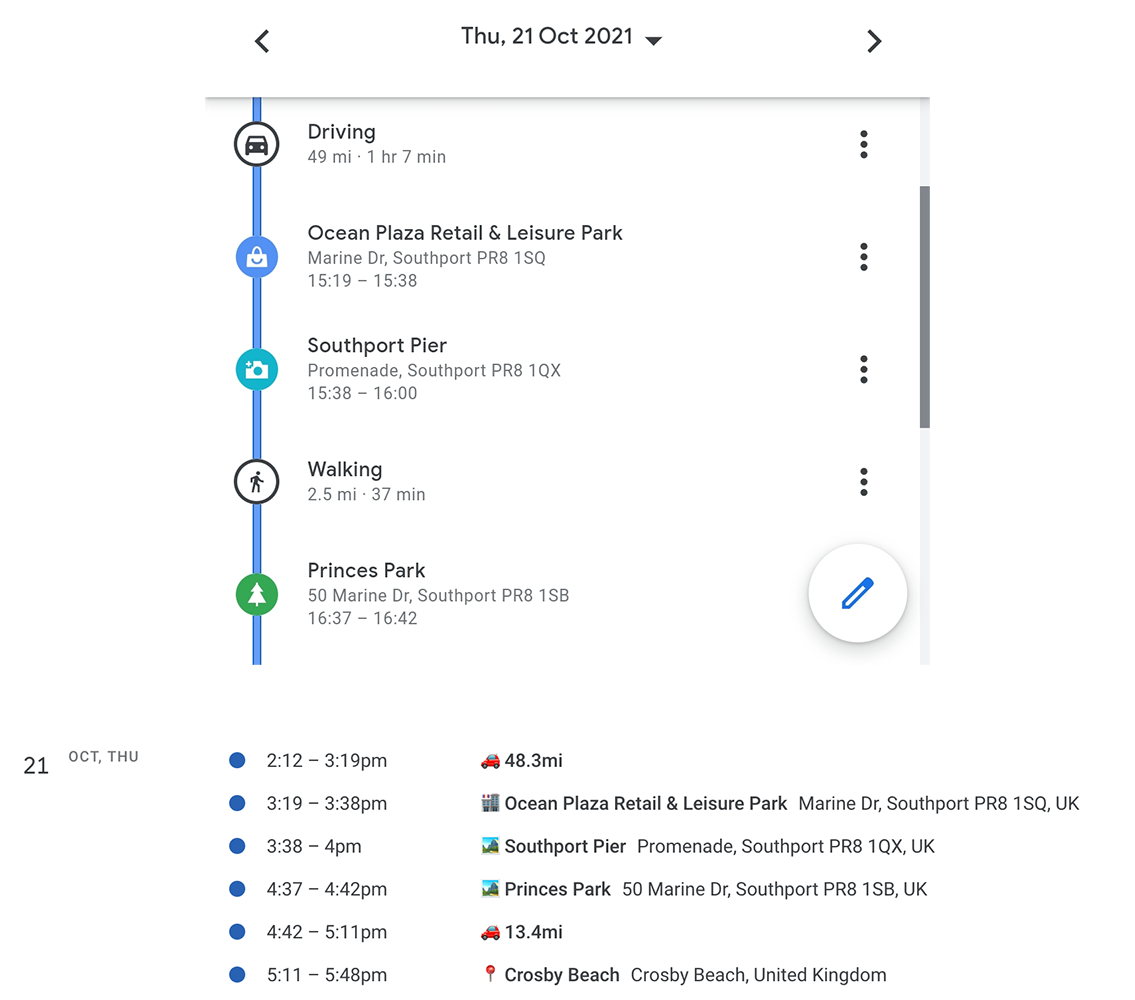 Thu, 21 Oct 2021
Driving
49 mi · 1 hr 7 min
Ocean Plaza Retail & Leisure Park
Marine Dr, Southport PR8 1SQ
15:19 – 15:38
Southport Pier
Promenade, Southport PR8 1QX
15:38 – 16:00
Walking
2.5 mi · 37 min
Princes Park
50 Marine Dr, Southport PR8 1SB
16:37 – 16:42
21 OCT, THU
2:12 – 3:19pm 48.3mi
3:19 – 3:38pm Ocean Plaza Retail & Leisure Park Marine Dr, Southport PR8 1SQ, UK
3:38 – 4pm Southport Pier Promenade, Southport PR8 1QX, UK
4:37 – 4:42pm Princes Park 50 Marine Dr, Southport PR8 1SB, UK
4:42 – 5:11pm 13.4mi
5:11 – 5:48pm Crosby Beach Crosby Beach, United Kingdom